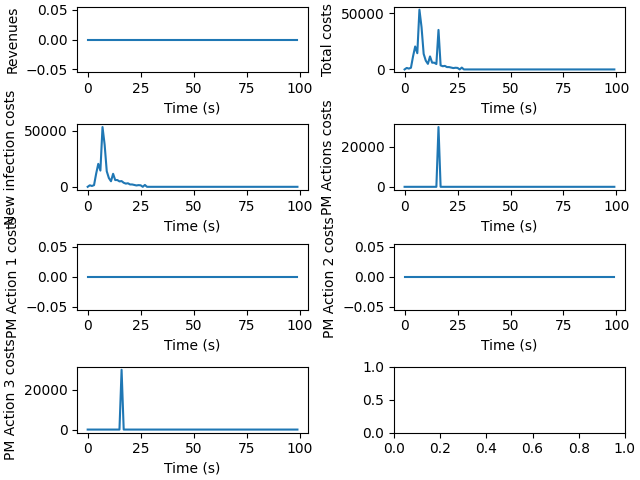 Revenues
0.05
0.00
−0.05
0 25 50 75 100
Time (s)
Total costs
50000
0
0 25 50 75 100
Time (s)
New infection costs
50000
0
0 25 50 75 100
Time (s)
PM Actions costs
20000
0
0 25 50 75 100
Time (s)
PM Action 1 costs
0.05
0.00
−0.05
0 25 50 75 100
Time (s)
PM Action 2 costs
0.05
0.00
−0.05
0 25 50 75 100
Time (s)
PM Action 3 costs
20000
0
0 25 50 75 100
Time (s)
1.0
0.5
0.0
0.0 0.2 0.4 0.6 0.8 1.0